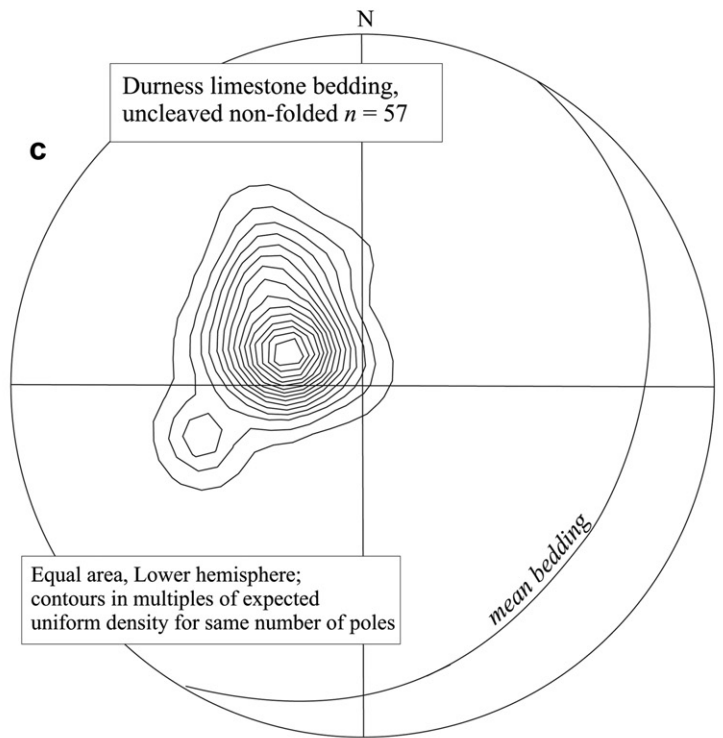 N
Durness limestone bedding,
uncleaved non-folded n = 57
c
mean bedding
Equal area, Lower hemisphere;
contours in multiples of expected
uniform density for same number of poles